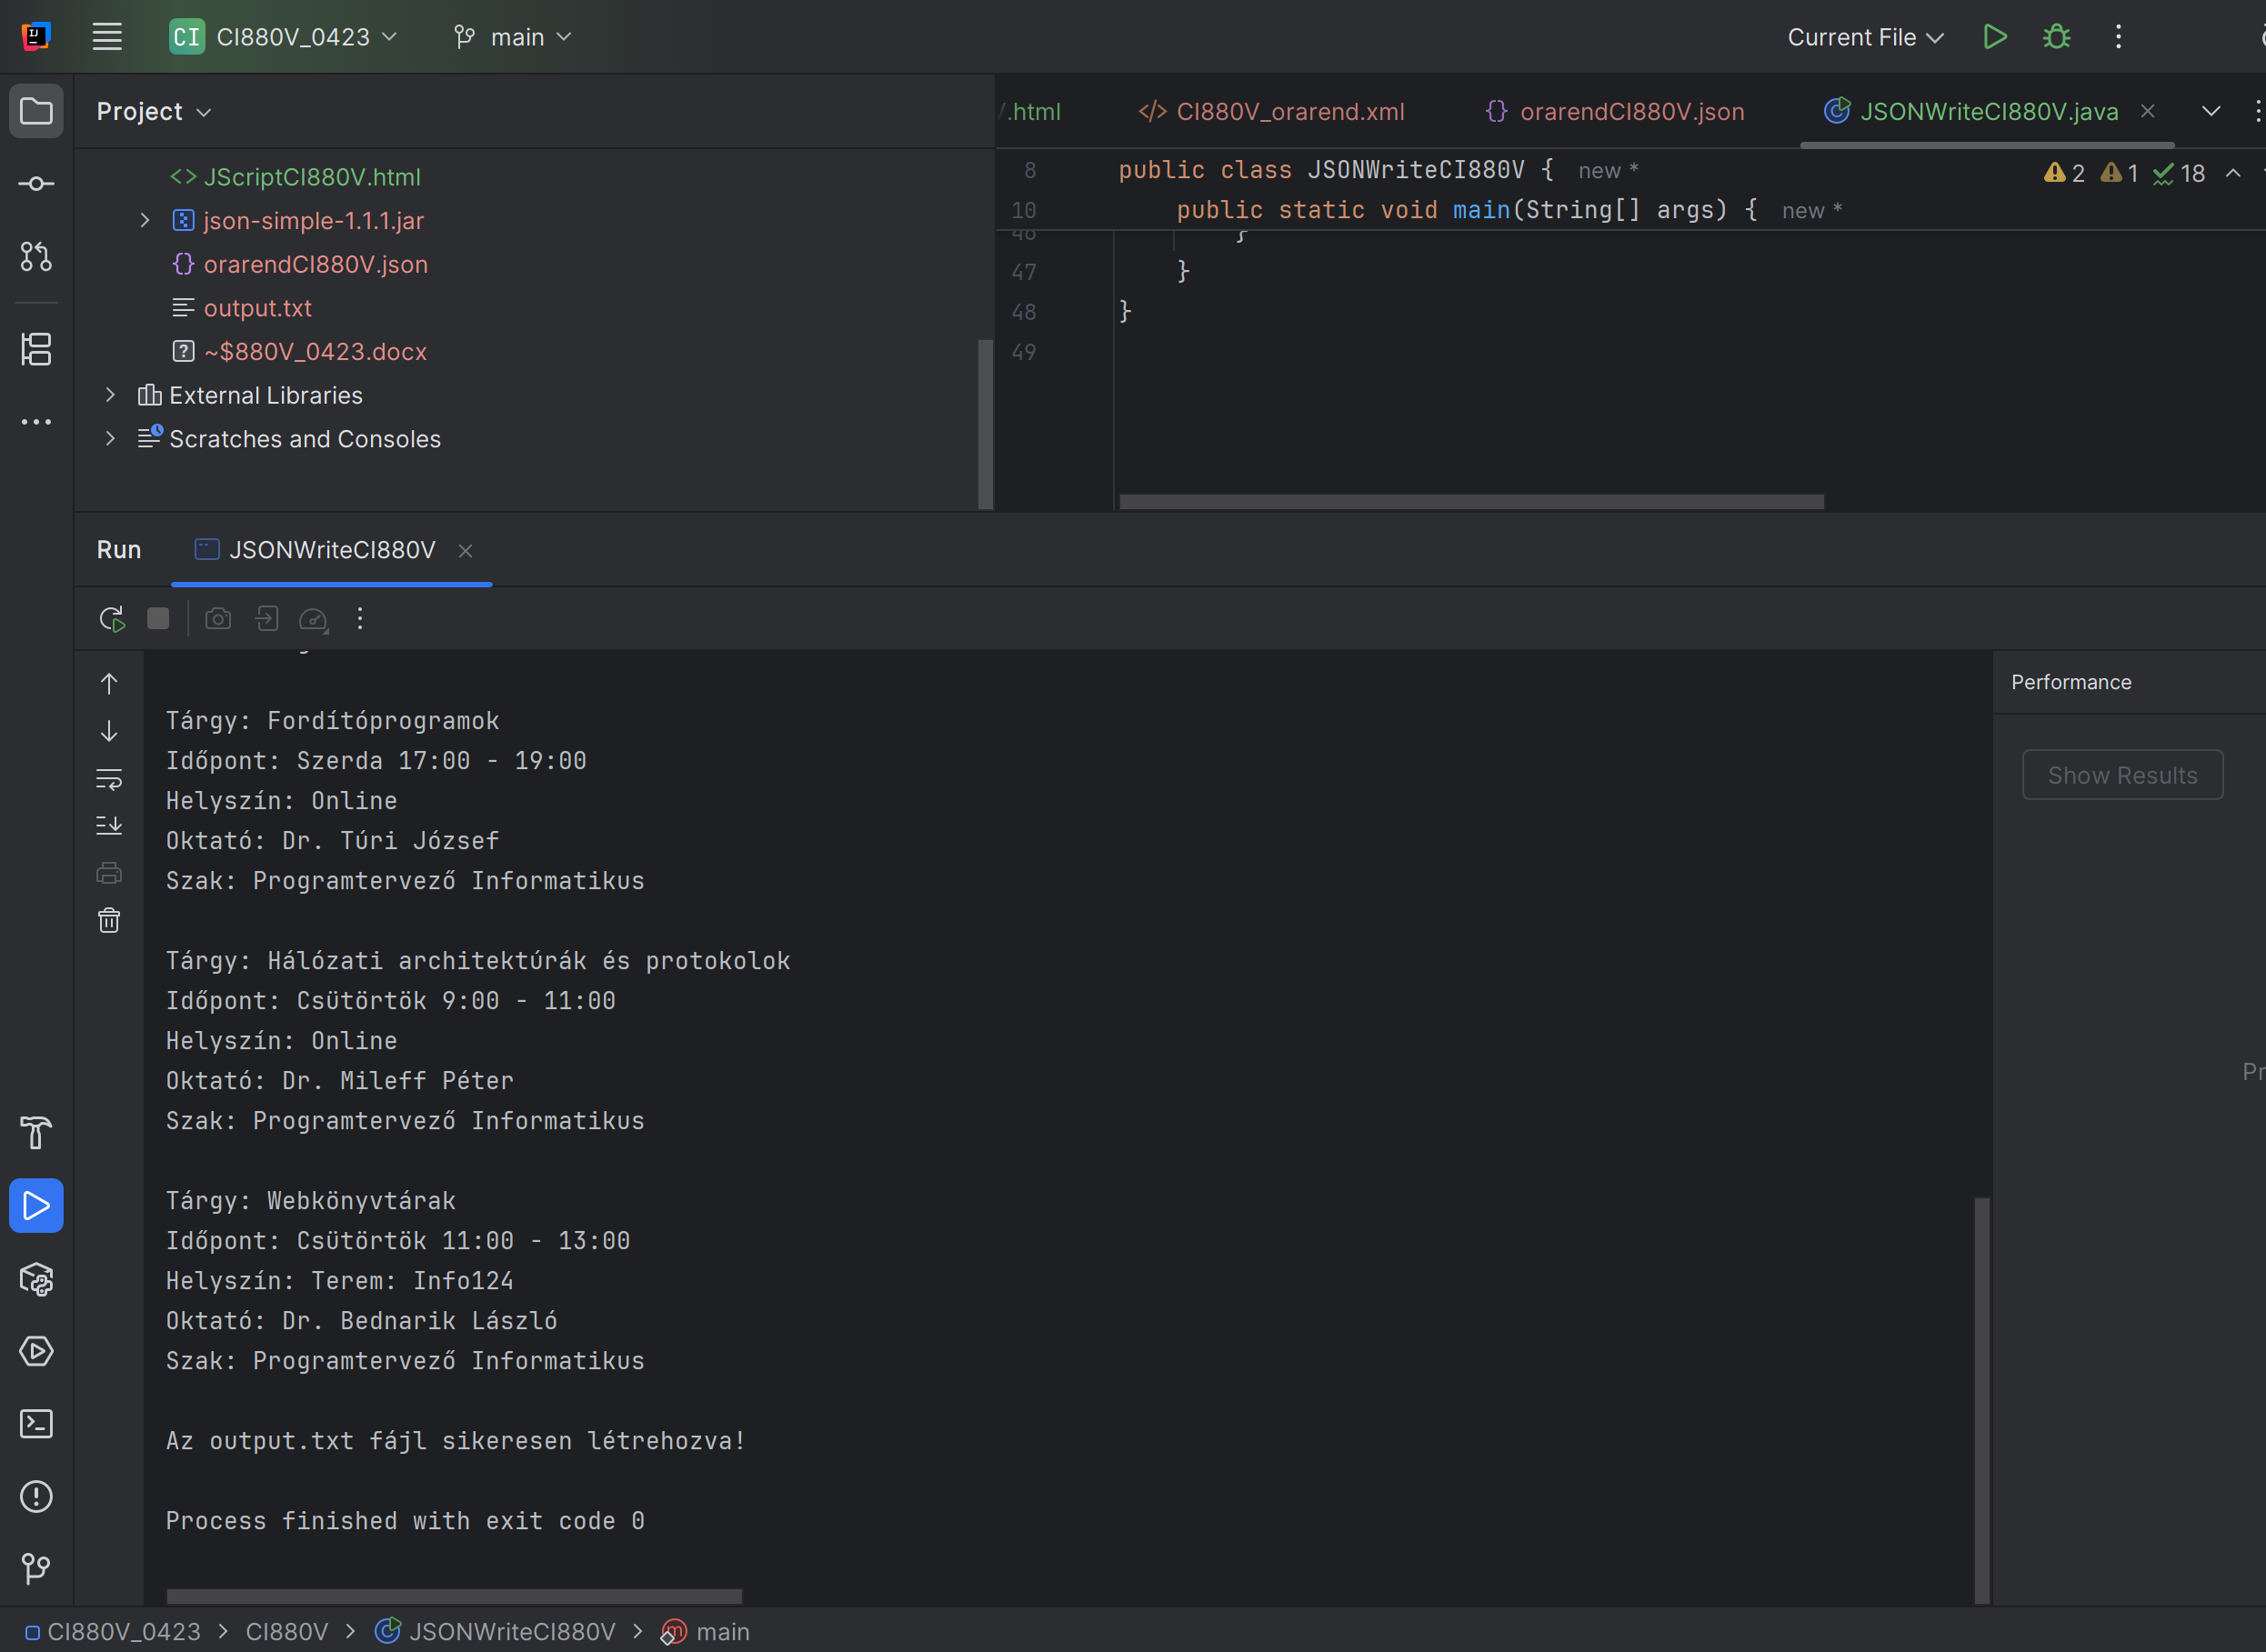 CI CI880V_0423 main Current File
Project
JScriptCI880V.html
json-simple-1.1.1.jar
orarendCI880V.json
output.txt
~$880V_0423.docx
External Libraries
Scratches and Consoles
.html CI880V_orarend.xml orarendCI880V.json JSONWriteCI880V.java
8 public class JSONWriteCI880V { new *
10 public static void main(String[] args) { new *
2 1 18
46 }
47 }
48 }
49
Run JSONWriteCI880V
Tárgy: Fordítóprogramok
Időpont: Szerda 17:00 - 19:00
Helyszín: Online
Oktató: Dr. Túri József
Szak: Programtervező Informatikus
Tárgy: Hálózati architektúrák és protokolok
Időpont: Csütörtök 9:00 - 11:00
Helyszín: Online
Oktató: Dr. Mileff Péter
Szak: Programtervező Informatikus
Tárgy: Webkönyvtárak
Időpont: Csütörtök 11:00 - 13:00
Helyszín: Terem: Info124
Oktató: Dr. Bednarik László
Szak: Programtervező Informatikus
Az output.txt fájl sikeresen létrehozva!
Process finished with exit code 0
Performance
Show Results
Pr
CI880V_0423 > CI880V > JSONWriteCI880V > main